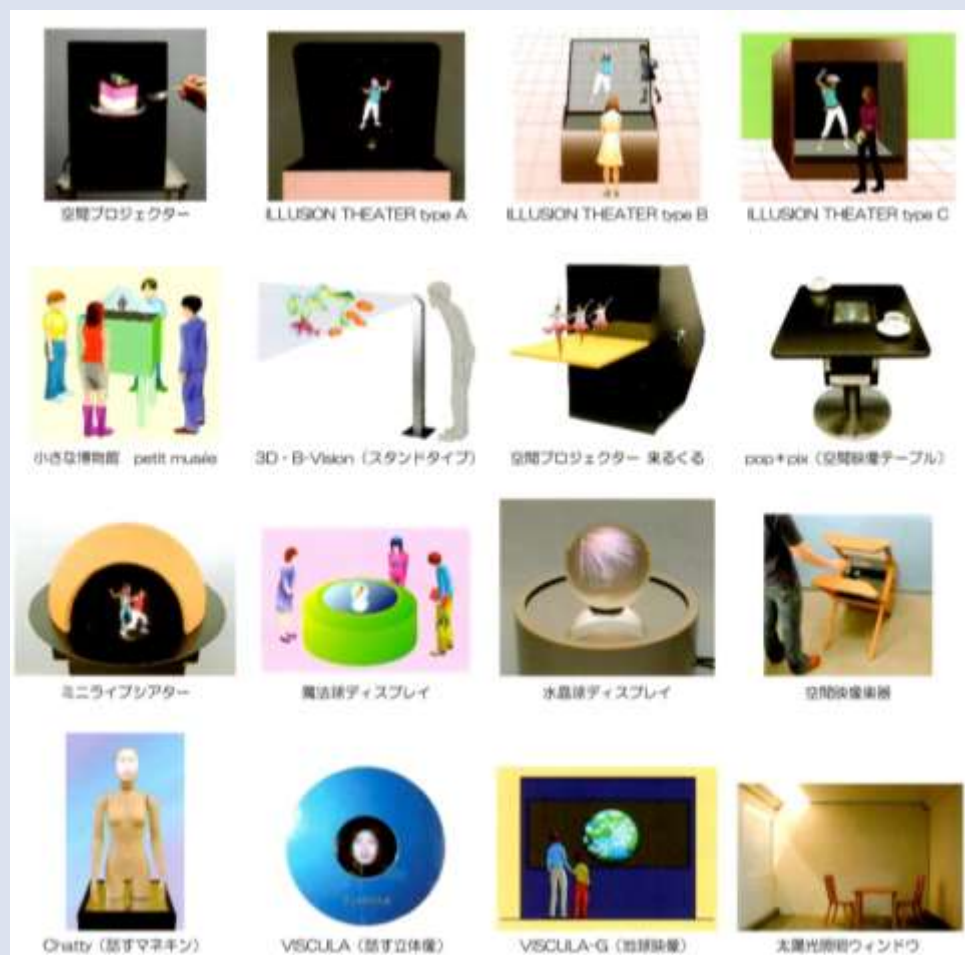 空間プロジェクター
ILLUSION THEATER type A
ILLUSION THEATER type B
ILLUSION THEATER type C
小さな博物館 petit musée
3D・B-Vision（スタンドタイプ）
空間プロジェクター 来るくる
pop+pix（空間映像テーブル）
ミニライブシアター
魔法球ディスプレイ
水晶球ディスプレイ
空間映像楽器
Chatty（話すマネキン）
VISCULA（話す立体像）
VISCULA-G（地球映像）
太陽光照明ウィンドウ